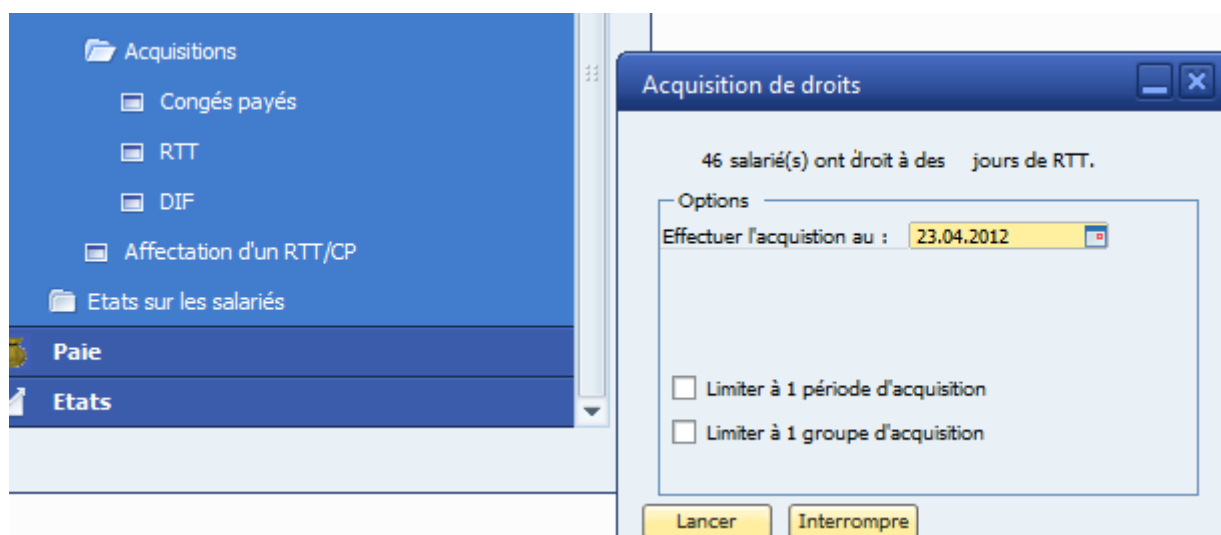 Acquisitions
Congés payés
RTT
DIF
Affectation d'un RTT/CP
Etats sur les salariés
Paie
Etats
Acquisition de droits
46 salarié(s) ont droit à des jours de RTT.
Options
Effectuer l'acquistion au : 23.04.2012
Limiter à 1 période d'acquisition
Limiter à 1 groupe d'acquisition
Lancer Interrompre